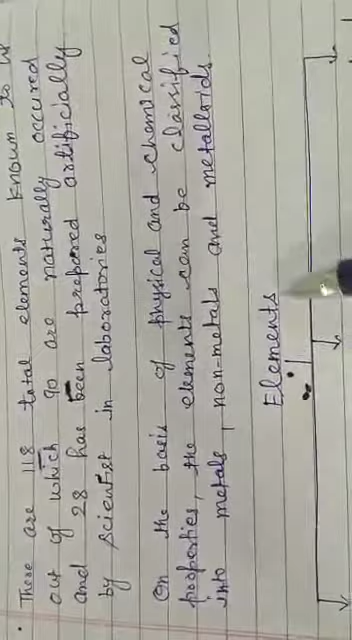 • There are 118 total elements known to us
out of which 90 are naturally occured
and 28 has been prepared artificially
by scientist in laboratories
On the basis of physical and chemical
properties, the elements can be classified
into metals, non-metals and metalloids.
Elements